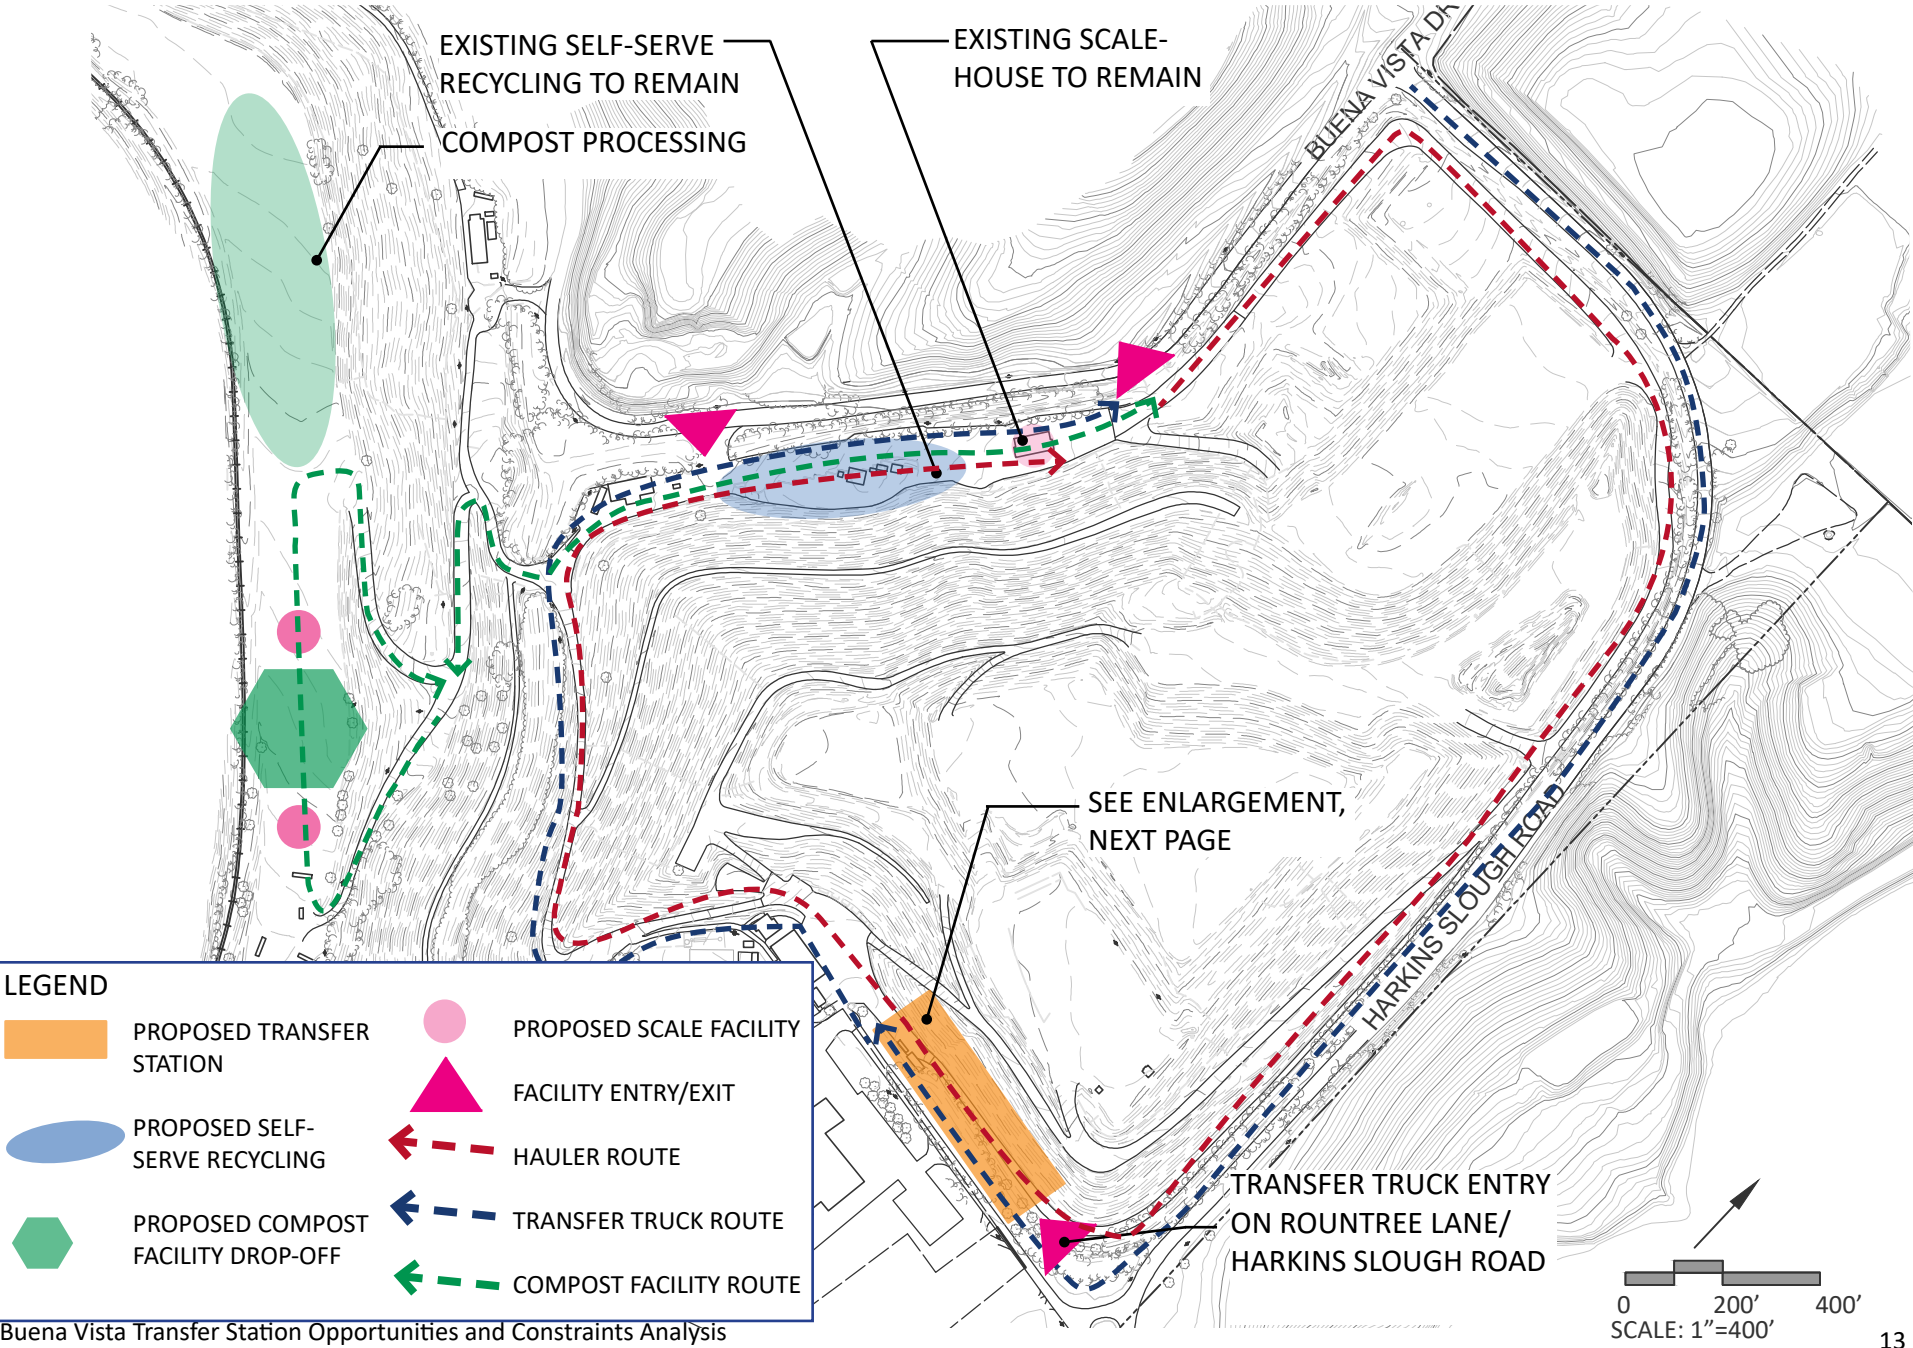 EXISTING SELF-SERVE
RECYCLING TO REMAIN
EXISTING SCALE-
HOUSE TO REMAIN
COMPOST PROCESSING
BUENA VISTA DR
SEE ENLARGEMENT,
NEXT PAGE
HARKINS SLOUGH ROAD
TRANSFER TRUCK ENTRY
ON ROUNTREE LANE/
HARKINS SLOUGH ROAD
LEGEND
PROPOSED TRANSFER
STATION
PROPOSED SELF-
SERVE RECYCLING
PROPOSED COMPOST
FACILITY DROP-OFF
PROPOSED SCALE FACILITY
FACILITY ENTRY/EXIT
HAULER ROUTE
TRANSFER TRUCK ROUTE
COMPOST FACILITY ROUTE
0 200’ 400’
SCALE: 1”=400’
Buena Vista Transfer Station Opportunities and Constraints Analysis
13